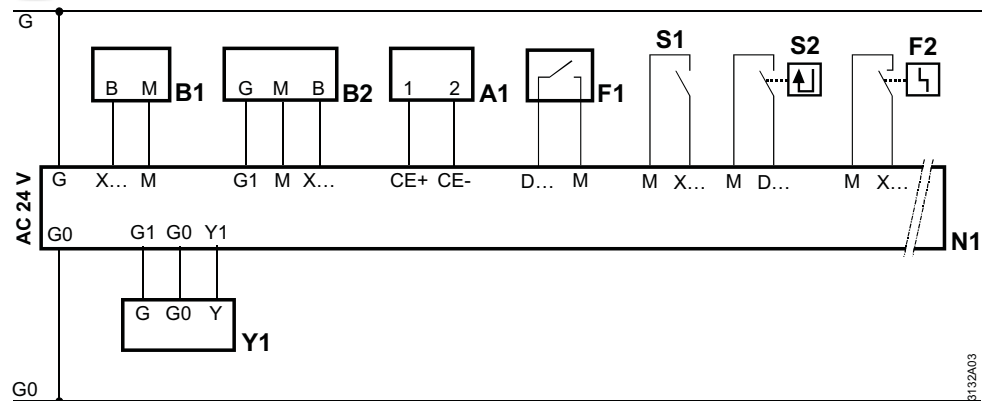 G
S1 S2 F2
B M B1 G M B B2 1 2 A1 F1
AC 24 V
G X... M G1 M X... CE+ CE- D... M M X... M D... M X...
G0 G1 G0 Y1 N1
G G0 Y Y1
G0
3132A03